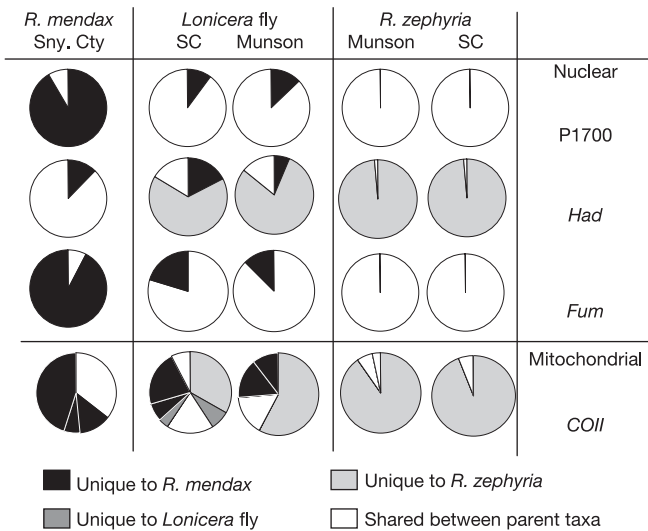 R. mendax Lonicera fly R. zephyria
Sny. Cty SC Munson Munson SC
Nuclear
P1700
Had
Fum
Mitochondrial
COII
Unique to R. mendax Unique to R. zephyria
Unique to Lonicera fly Shared between parent taxa